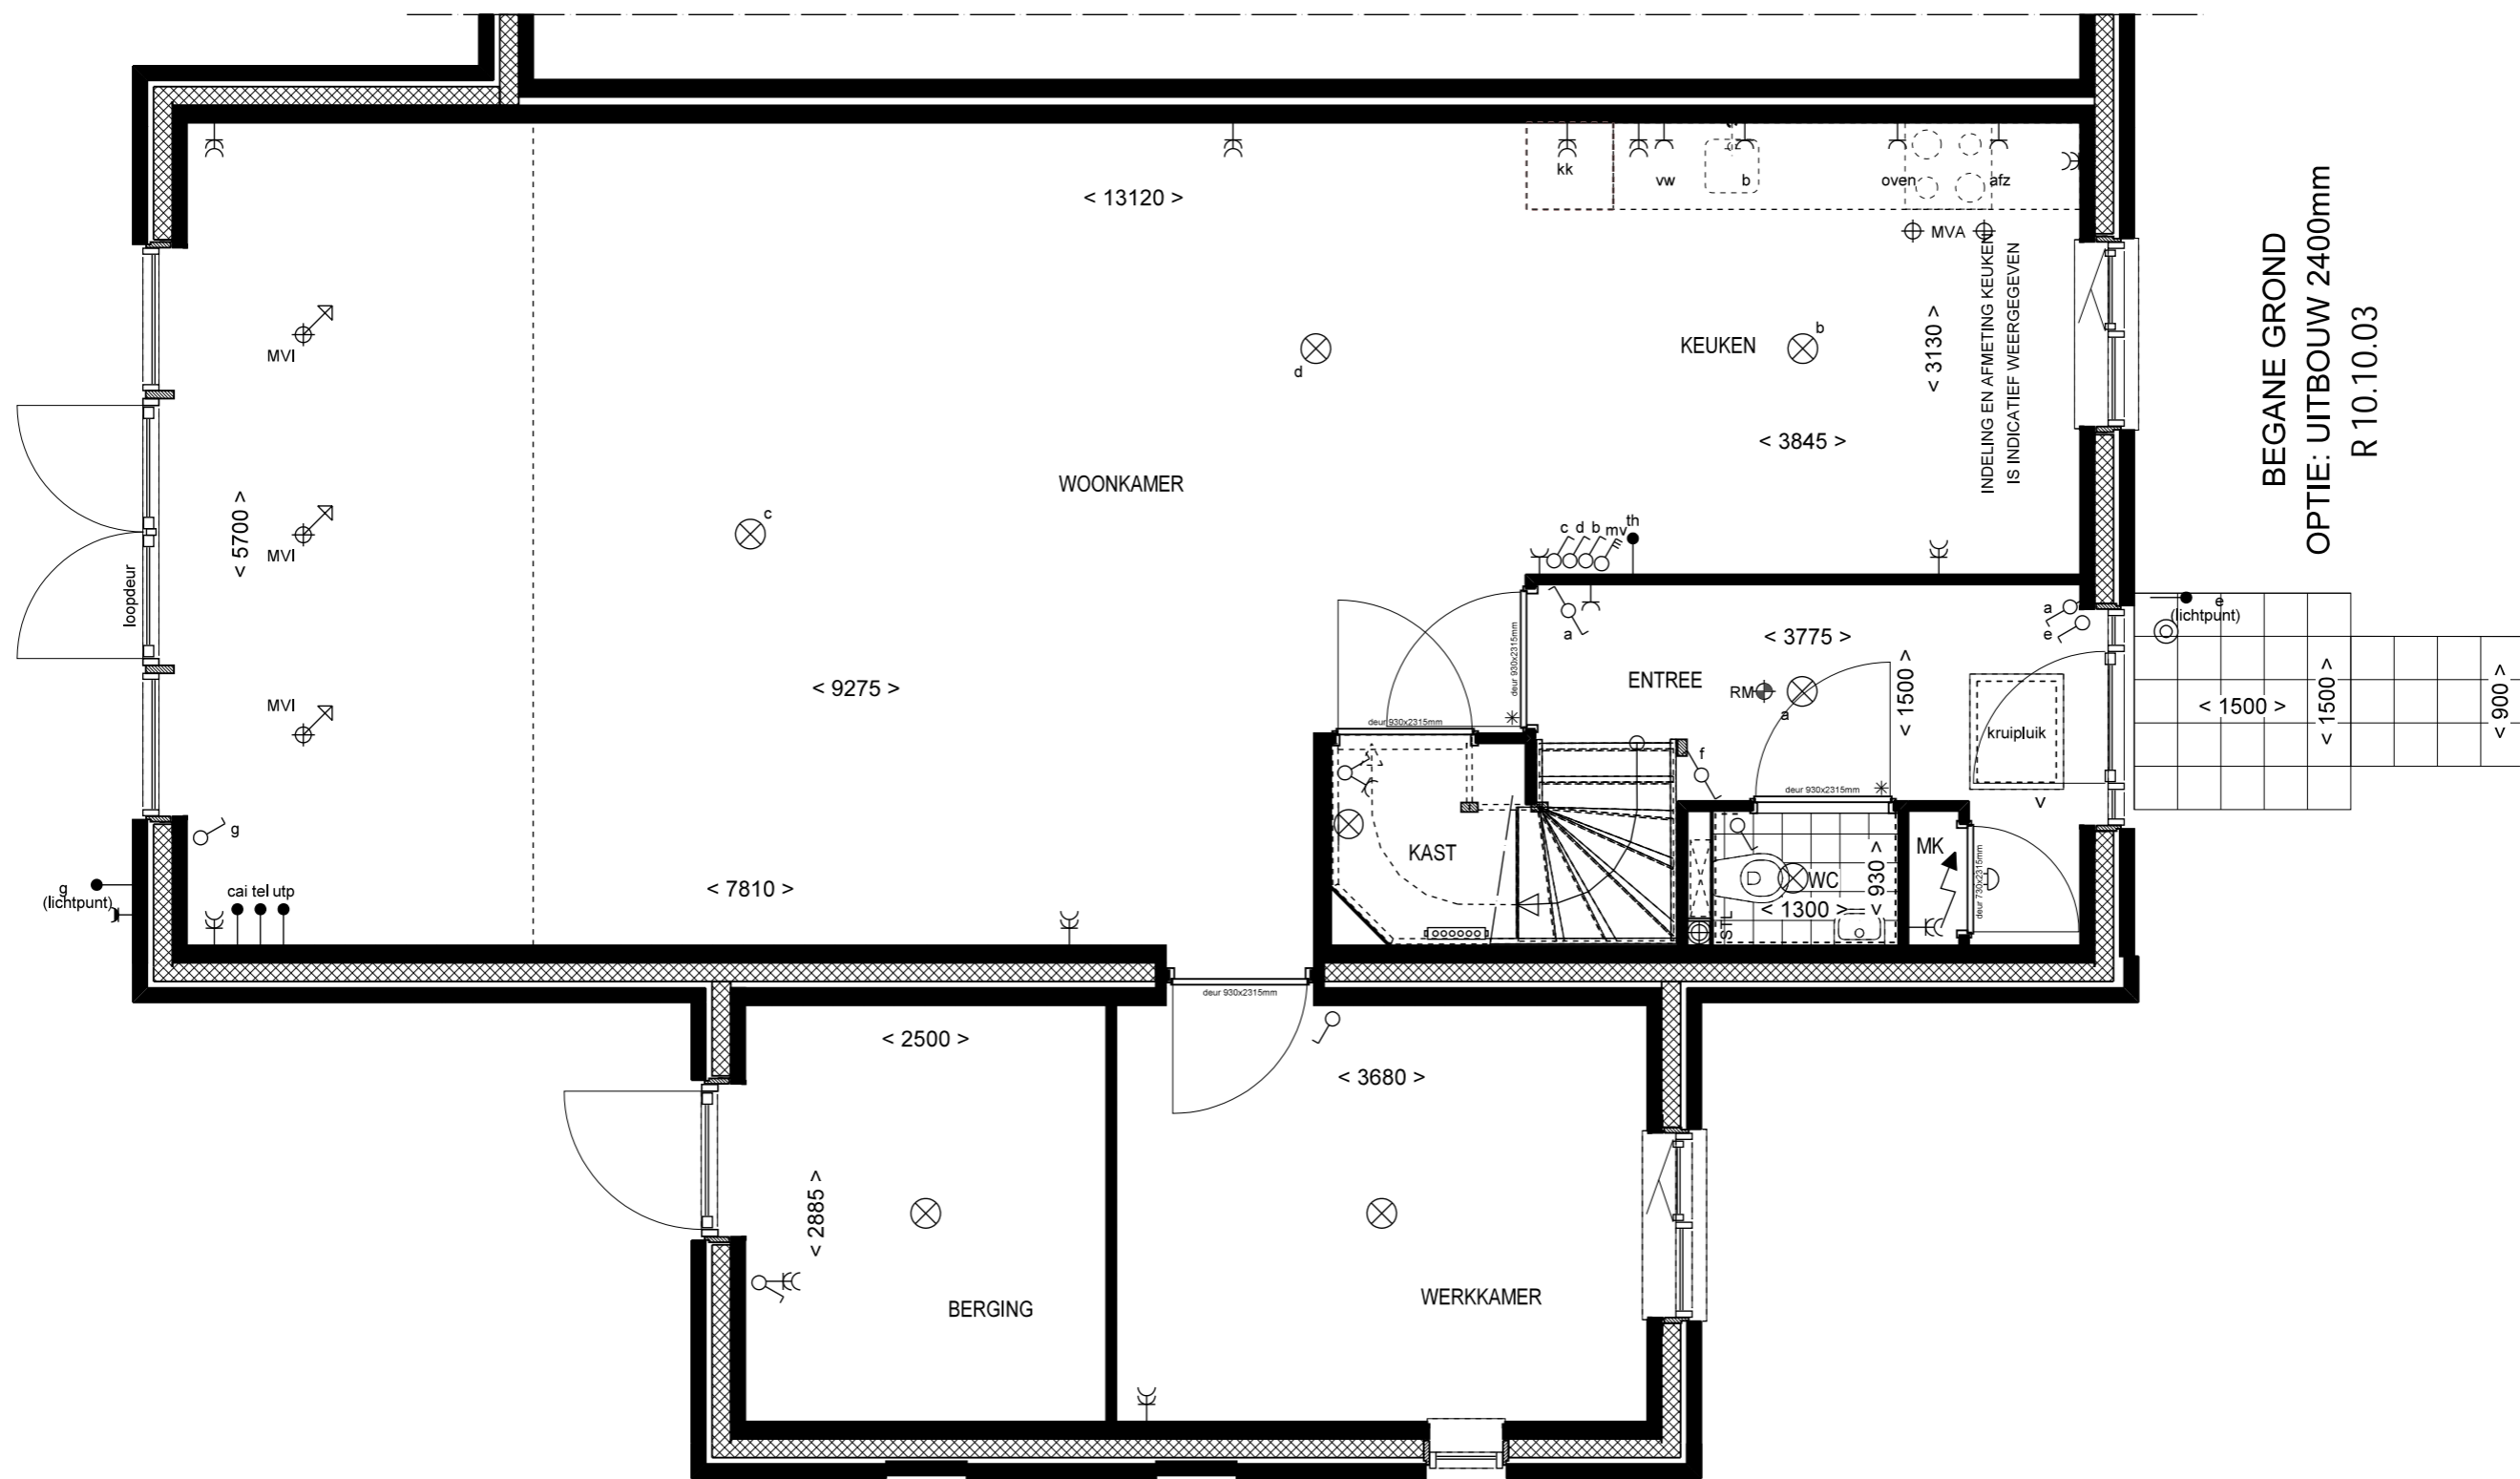 kk
vw
b
oven
afz
< 13120 >
MVA
INDELING EN AFMETING KEUKEN
IS INDICATIEF WEERGEGEVEN
< 3130 >
BEGANE GROND
OPTIE: UITBOUW 2400mm
R 10.10.03
MVI
d
KEUKEN
b
< 3845 >
WOONKAMER
< 5700 >
c
MVI
loopdeur
c d b mv th
a
a
e
e
(lichtpunt)
< 3775 >
deur 930x2315mm
ENTREE
RM
a
< 1500 >
< 9275 >
MVI
< 1500 >
< 1500 >
< 900 >
kruipluik
deur 930x2315mm
f
deur 930x2315mm
V
g
KAST
MK
WC
< 930 >
< 1300 >
STL
deur 730x2315mm
g
(lichtpunt)
cai tel utp
< 7810 >
deur 930x2315mm
< 2500 >
< 3680 >
< 2885 >
BERGING
WERKKAMER